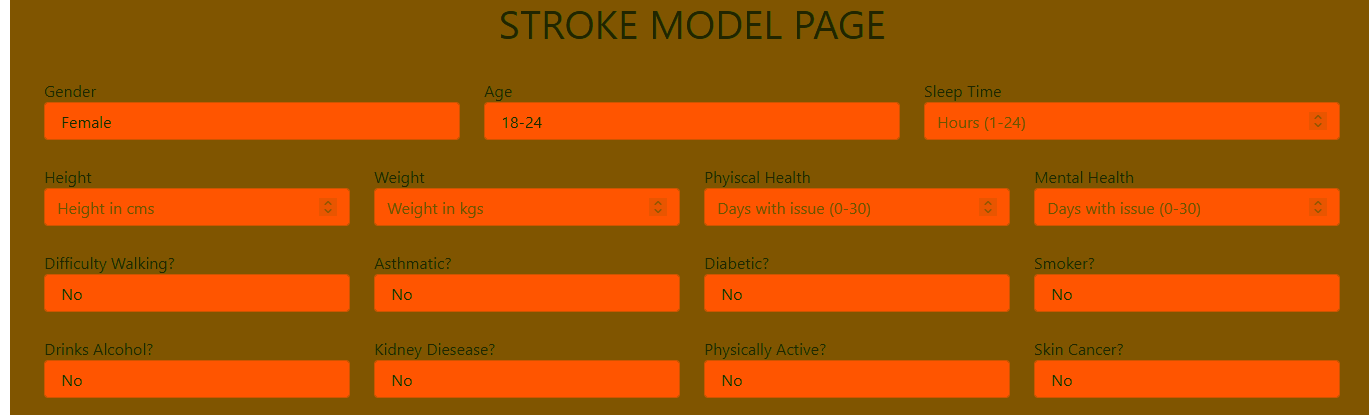 STROKE MODEL PAGE
Gender Age Sleep Time
Female 18-24 Hours (1-24)
Height Weight Phyiscal Health Mental Health
Height in cms Weight in kgs Days with issue (0-30) Days with issue (0-30)
Difficulty Walking? Asthmatic? Diabetic? Smoker?
No No No No
Drinks Alcohol? Kidney Diesease? Physically Active? Skin Cancer?
No No No No